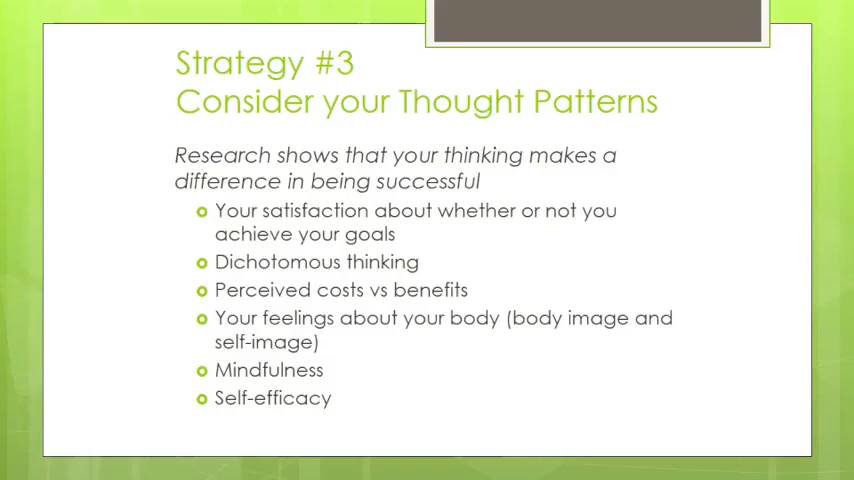 Strategy #3
Consider your Thought Patterns
Research shows that your thinking makes a
difference in being successful
Your satisfaction about whether or not you
achieve your goals
Dichotomous thinking
Perceived costs vs benefits
Your feelings about your body (body image and
self-image)
Mindfulness
Self-efficacy